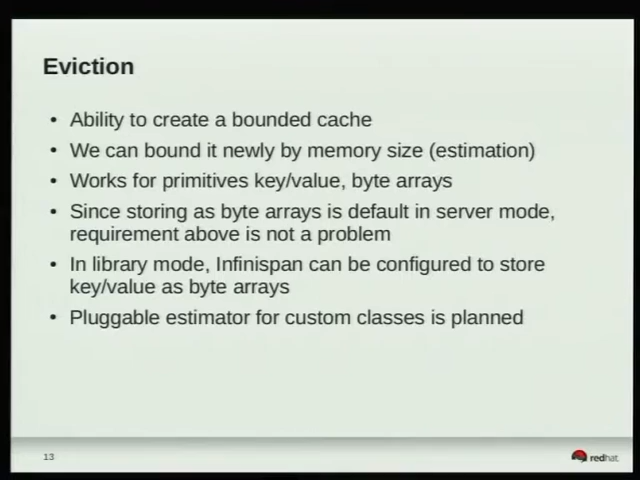 Eviction
• Ability to create a bounded cache
• We can bound it newly by memory size (estimation)
• Works for primitives key/value, byte arrays
• Since storing as byte arrays is default in server mode,
requirement above is not a problem
• In library mode, Infinispan can be configured to store
key/value as byte arrays
• Pluggable estimator for custom classes is planned
13
redhat